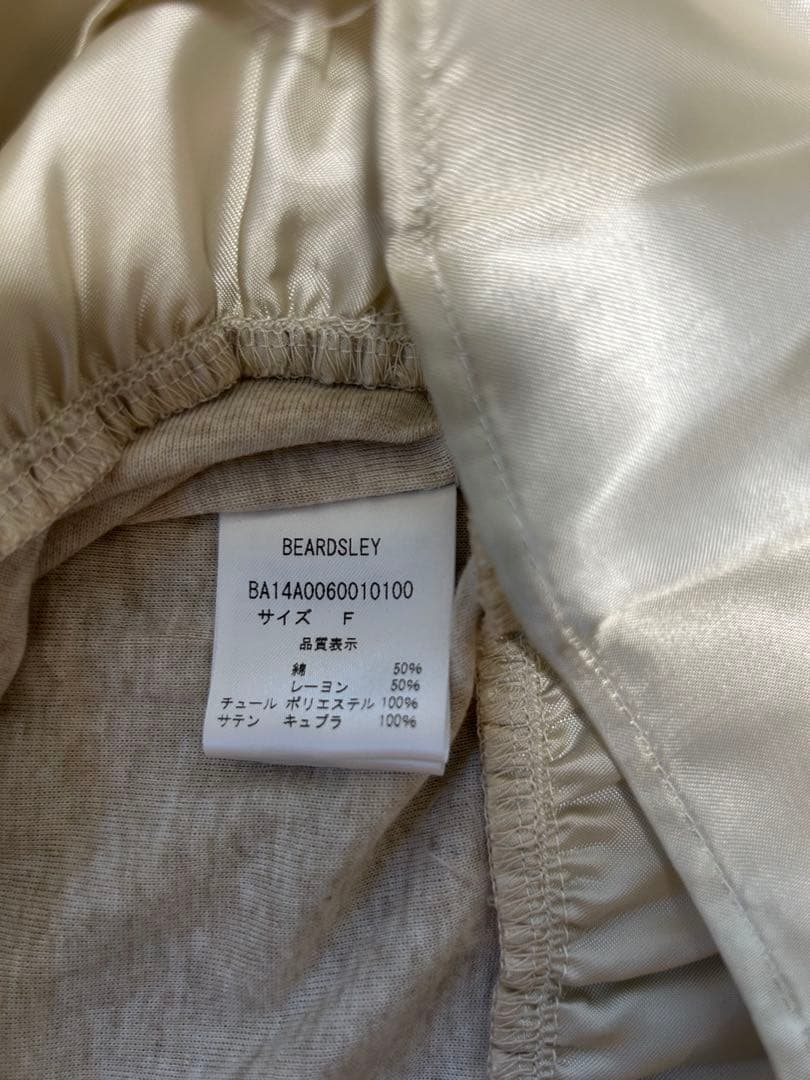 BEARDSLEY
BA14A0060010100
サイズ F
品質表示
綿 50%
レーヨン 50%
チュール ポリエステル 100%
サテン キュプラ 100%